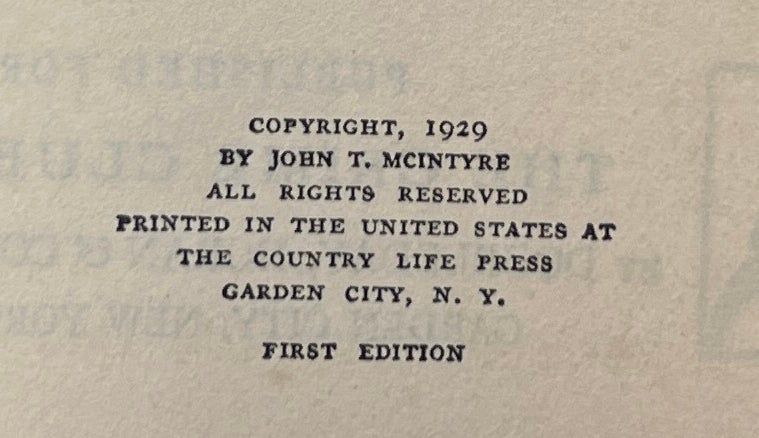 COPYRIGHT, 1929
BY JOHN T. MCINTYRE
ALL RIGHTS RESERVED
PRINTED IN THE UNITED STATES AT
THE COUNTRY LIFE PRESS
GARDEN CITY, N. Y.
FIRST EDITION